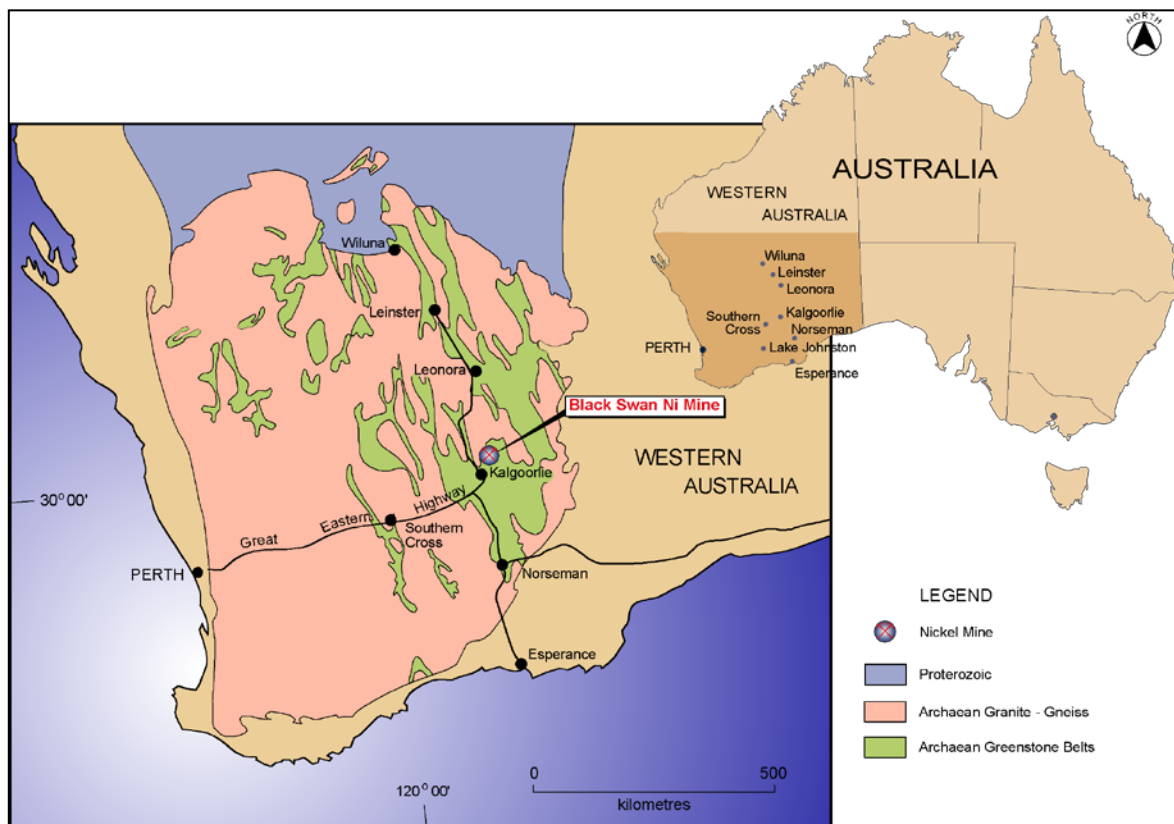 NORTH
AUSTRALIA
WESTERN
AUSTRALIA
Wiluna
Leinster
Leonora
Kalgoorlie
Southern
Cross
Norseman
PERTH
Lake Johnston
Esperance
Wiluna
Leinster
Leonora
Black Swan Ni Mine
Kalgoorlie
WESTERN
AUSTRALIA
30° 00'
Great Eastern Highway
Southern
Cross
PERTH
Norseman
Esperance
LEGEND
Nickel Mine
Proterozoic
Archaean Granite - Gneiss
Archaean Greenstone Belts
0 500
kilometres
120° 00'